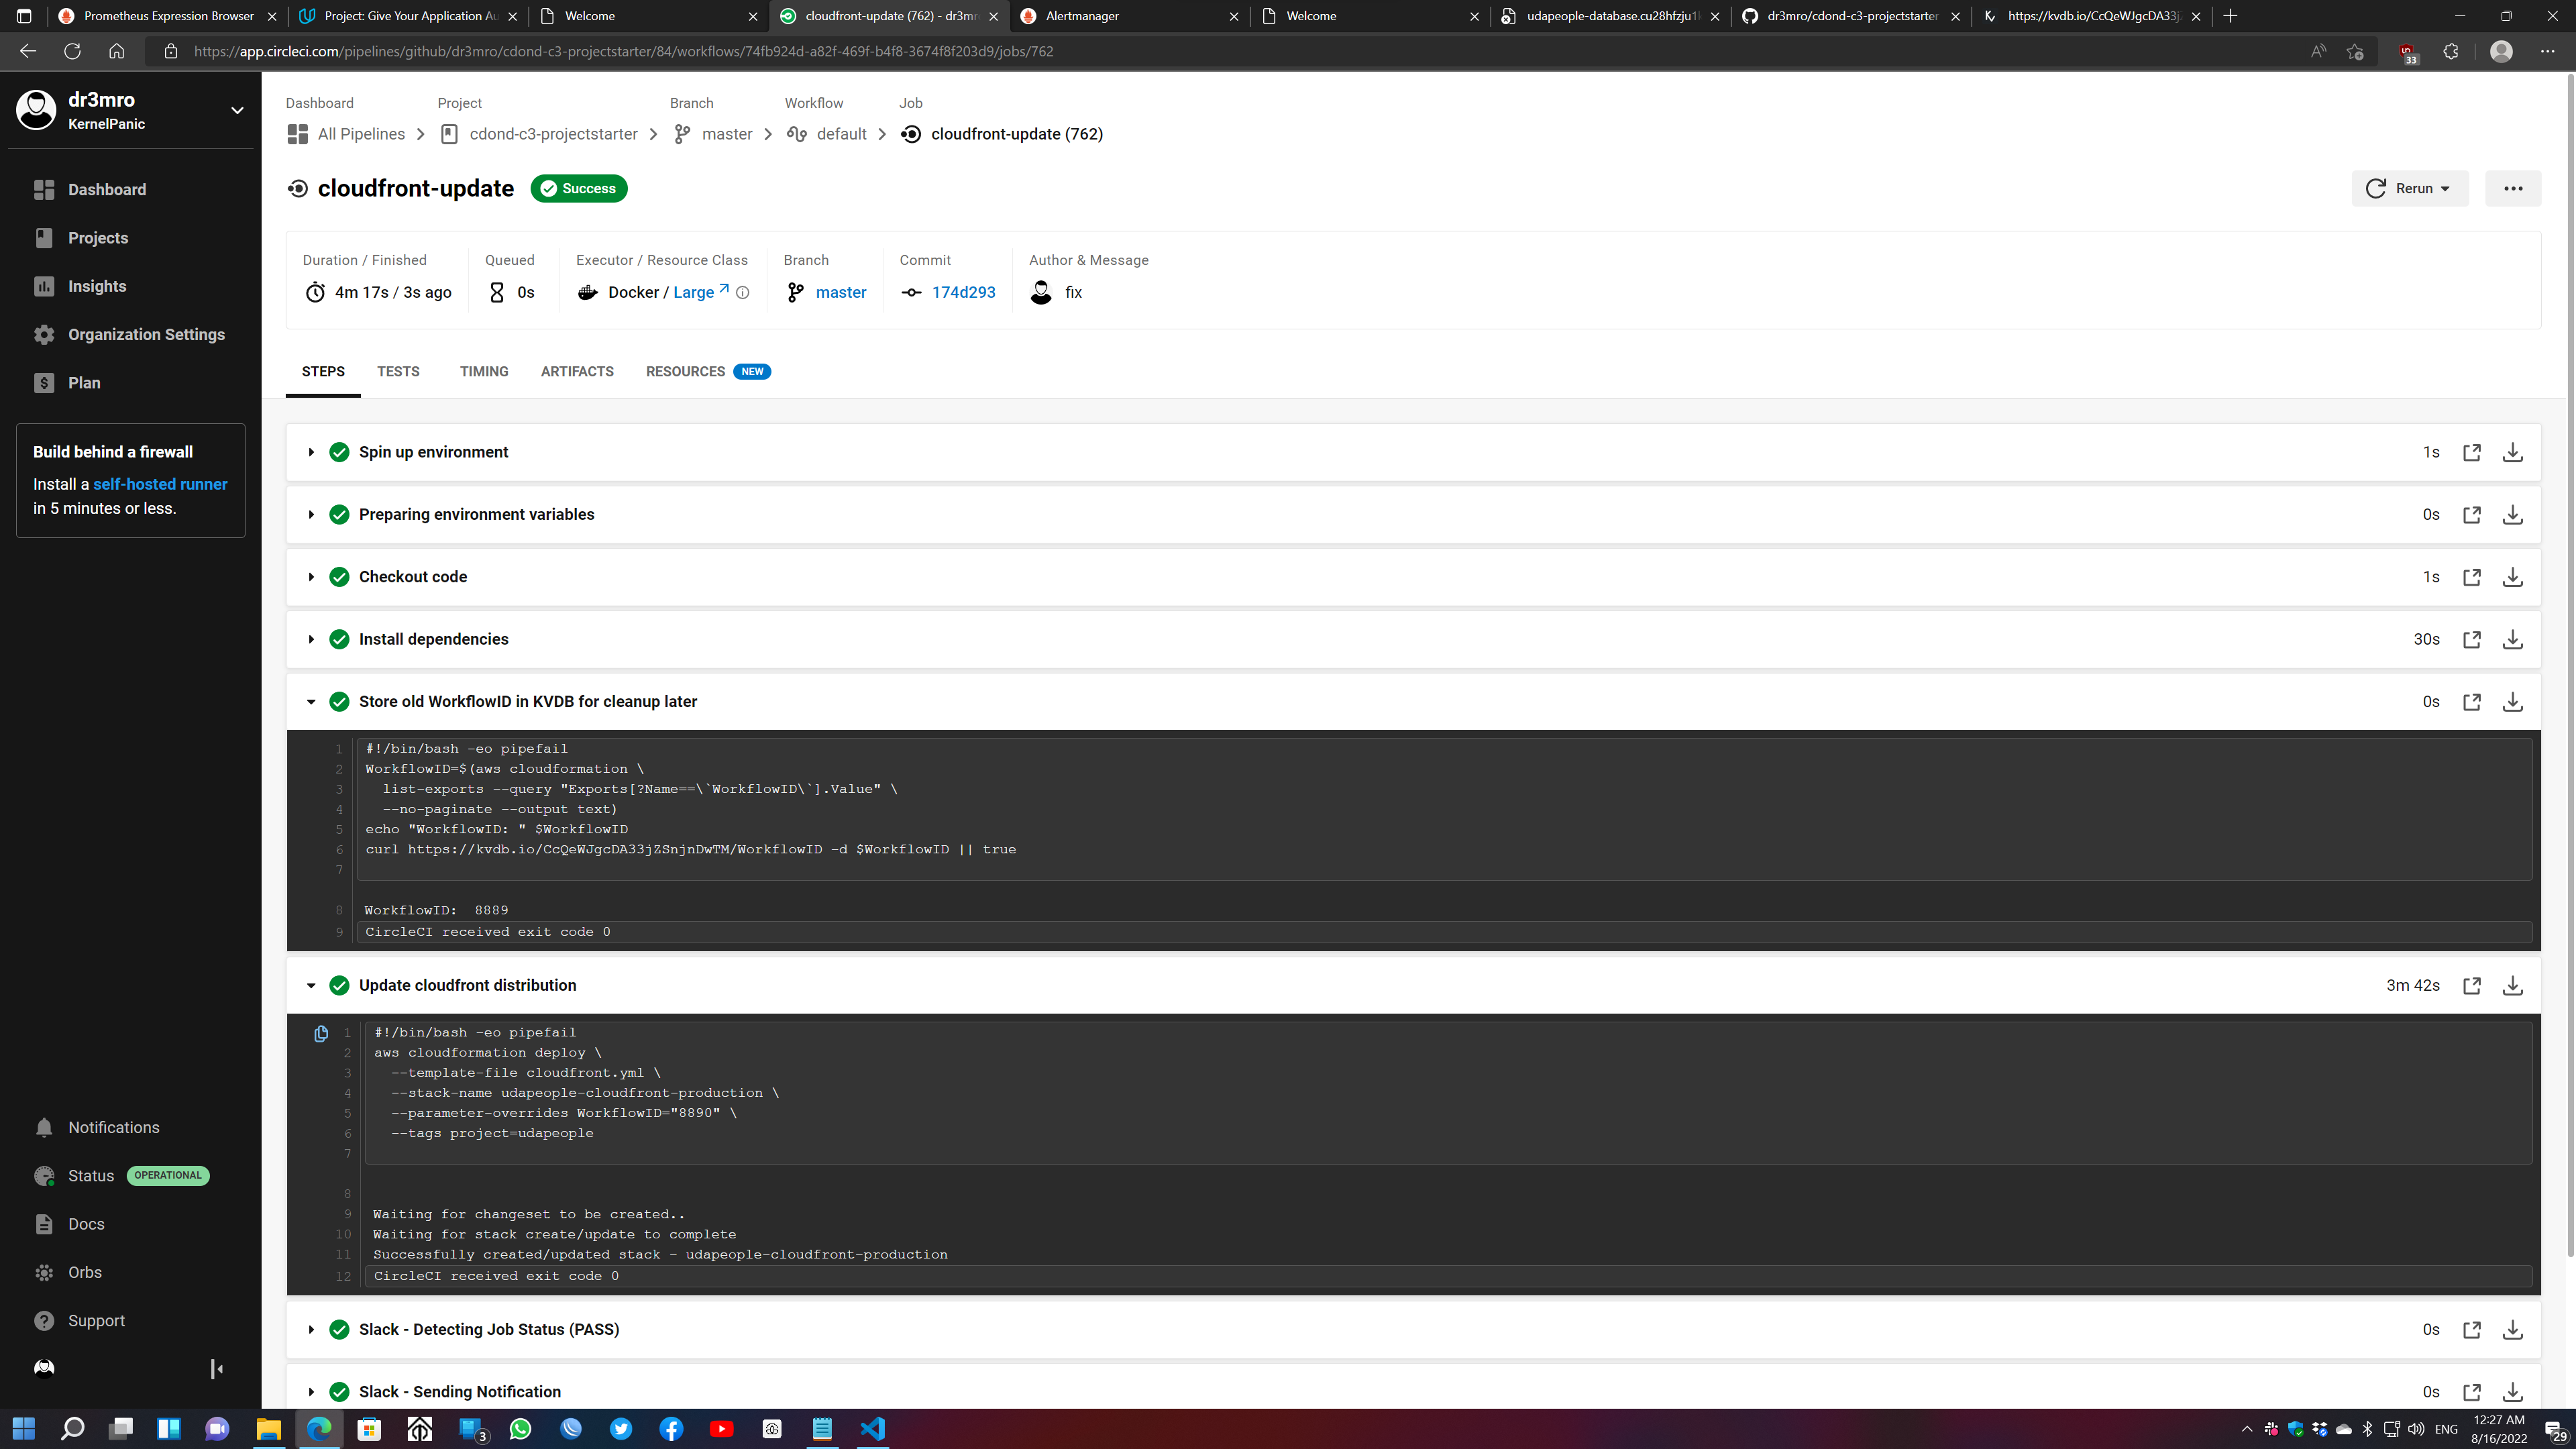 Prometheus Expression Browser
Project: Give Your Application Au
Welcome
cloudfront-update (762) - dr3mr
Alertmanager
Welcome
udapeople-database.cu28hfzju1
dr3mro/cdond-c3-projectstarter
https://kvdb.io/CcQeWJgcDA33j
https://app.circleci.com/pipelines/github/dr3mro/cdond-c3-projectstarter/84/workflows/74fb924d-a82f-469f-b4f8-3674f8f203d9/jobs/762
33
dr3mro
KernelPanic
Dashboard
Projects
Insights
Organization Settings
Plan
Build behind a firewall
Install a self-hosted runner
in 5 minutes or less.
Notifications
Status OPERATIONAL
Docs
Orbs
Support
Dashboard Project Branch Workflow Job
All Pipelines cdond-c3-projectstarter master default cloudfront-update (762)
cloudfront-update Success
Rerun
Duration / Finished Queued Executor / Resource Class Branch Commit Author & Message
4m 17s / 3s ago 0s Docker / Large master 174d293 fix
STEPS TESTS TIMING ARTIFACTS RESOURCES NEW
Spin up environment 1s
Preparing environment variables 0s
Checkout code 1s
Install dependencies 30s
Store old WorkflowID in KVDB for cleanup later 0s
1 #!/bin/bash -eo pipefail
2 WorkflowID=$(aws cloudformation \
3 list-exports --query "Exports[?Name==\`WorkflowID\`].Value" \
4 --no-paginate --output text)
5 echo "WorkflowID: " $WorkflowID
6 curl https://kvdb.io/CcQeWJgcDA33jZSnjnDwTM/WorkflowID -d $WorkflowID || true
7
8 WorkflowID: 8889
9 CircleCI received exit code 0
Update cloudfront distribution 3m 42s
1 #!/bin/bash -eo pipefail
2 aws cloudformation deploy \
3 --template-file cloudfront.yml \
4 --stack-name udapeople-cloudfront-production \
5 --parameter-overrides WorkflowID="8890" \
6 --tags project=udapeople
7
8
9 Waiting for changeset to be created..
10 Waiting for stack create/update to complete
11 Successfully created/updated stack - udapeople-cloudfront-production
12 CircleCI received exit code 0
Slack - Detecting Job Status (PASS) 0s
Slack - Sending Notification 0s
3
ENG
12:27 AM
8/16/2022
29